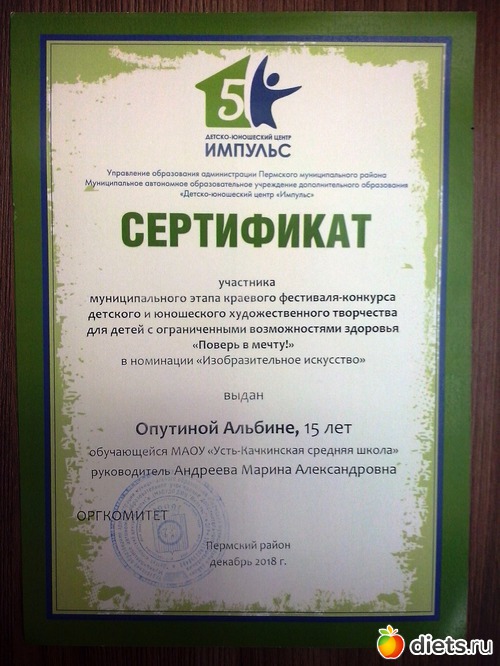 5
ДЕТСКО-ЮНОШЕСКИЙ ЦЕНТР
ИМПУЛЬС
Управление образования администрации Пермского муниципального района
Муниципальное автономное образовательное учреждение дополнительного образования
«Детско-юношеский центр «Импульс»
СЕРТИФИКАТ
участника
муниципального этапа краевого фестиваля-конкурса
детского и юношеского художественного творчества
для детей с ограниченными возможностями здоровья
«Поверь в мечту!»
в номинации «Изобразительное искусство»
выдан
Опутиной Альбине, 15 лет
обучающейся МАОУ «Усть-Качкинская средняя школа»
руководитель Андреева Марина Александровна
ОРГКОМИТЕТ
Пермский район
декабрь 2018 г.
diets.ru